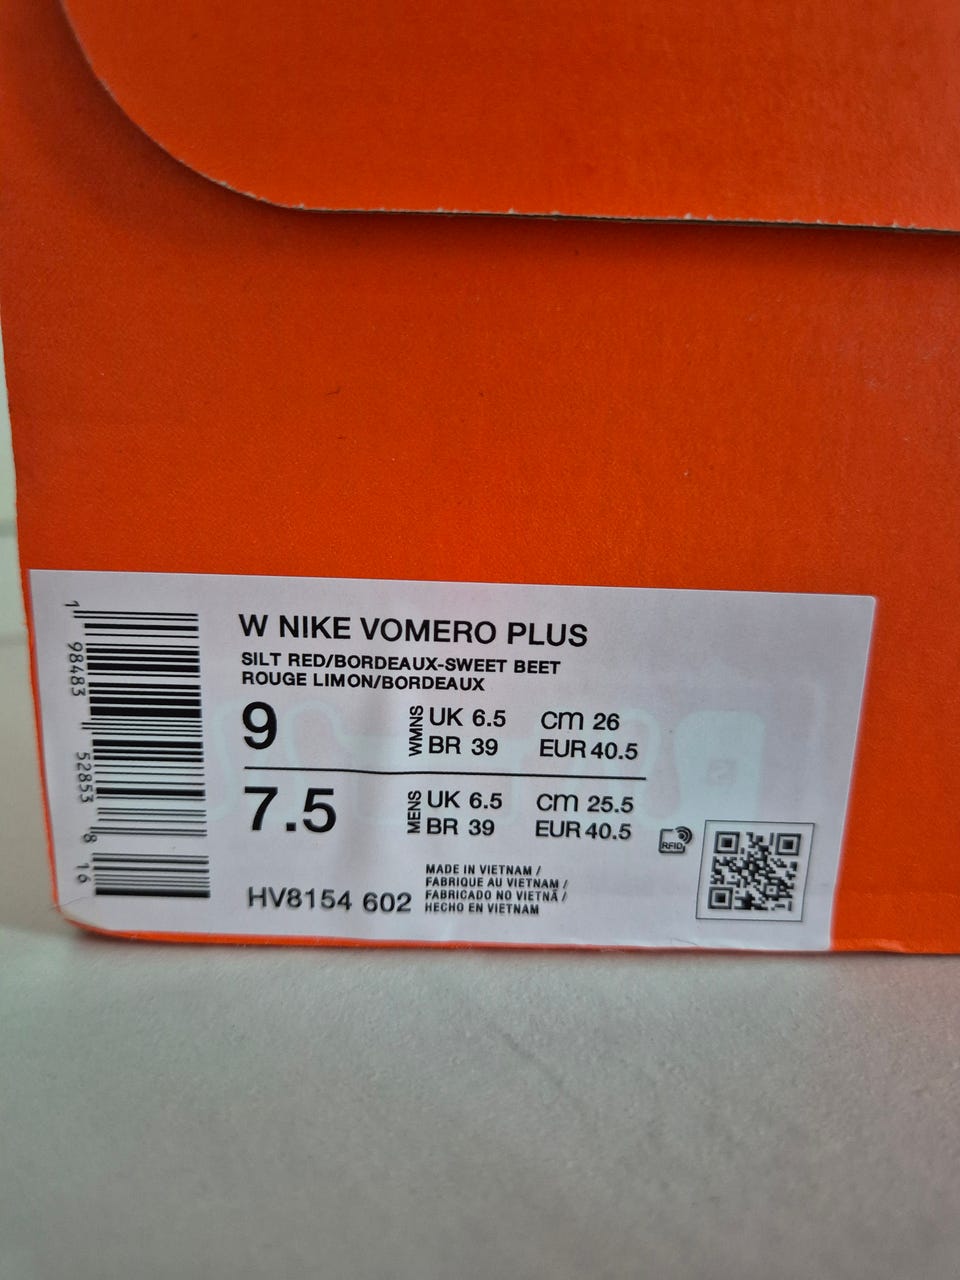 W NIKE VOMERO PLUS
SILT RED/BORDEAUX-SWEET BEET
ROUGE LIMON/BORDEAUX
9
WMNS
UK 6.5 cm 26
BR 39 EUR 40.5
7.5
MENS
UK 6.5 cm 25.5
BR 39 EUR 40.5
RFID
HV8154 602
MADE IN VIETNAM /
FABRIQUE AU VIETNAM /
FABRICADO NO VIETNÃ /
HECHO EN VIETNAM
1 98483 52853 8 16